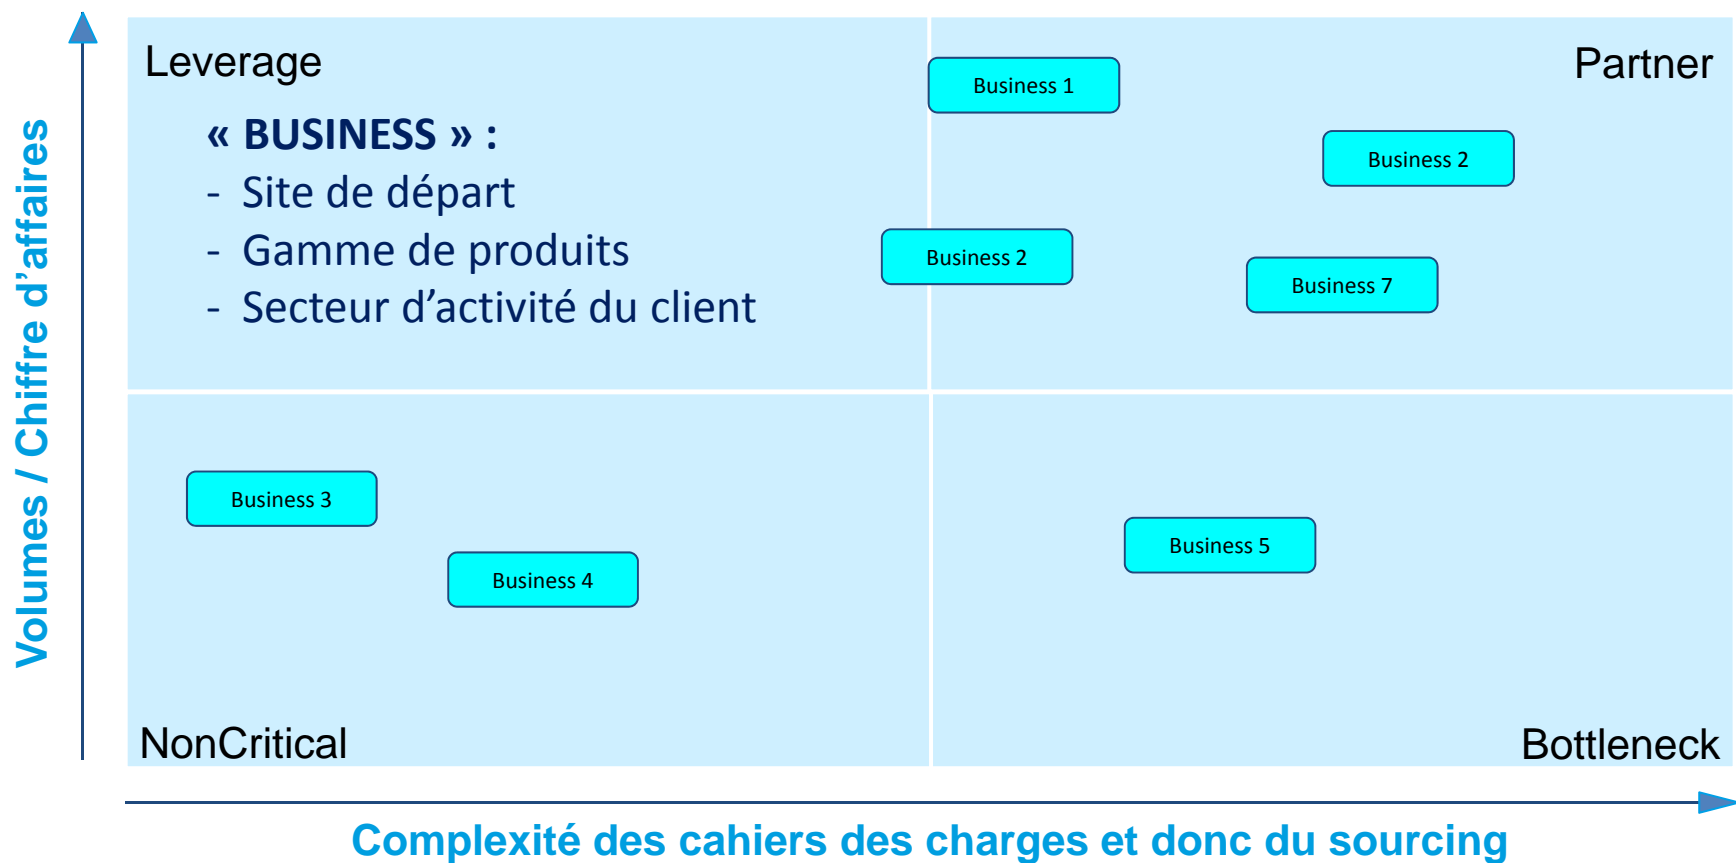 Volumes / Chiffre d’affaires
Leverage
Partner
« BUSINESS » :
- Site de départ
- Gamme de produits
- Secteur d’activité du client
Business 1
Business 2
Business 2
Business 7
Business 3
Business 4
Business 5
NonCritical
Bottleneck
Complexité des cahiers des charges et donc du sourcing